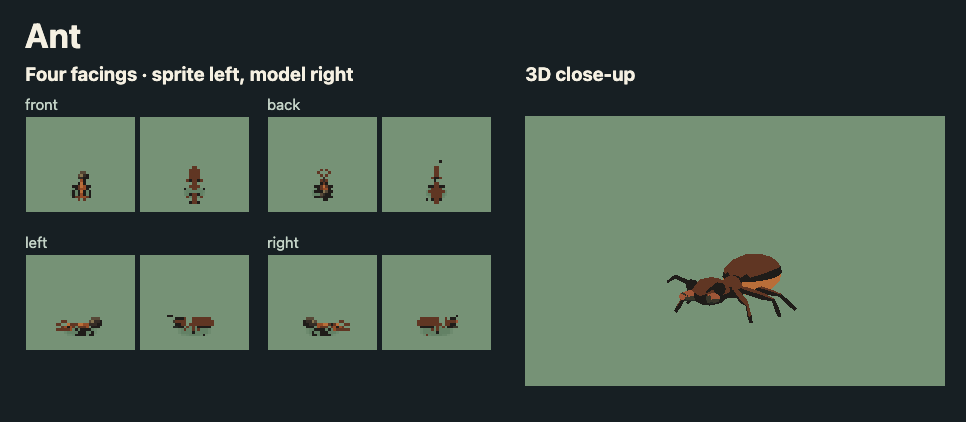 Ant
Four facings · sprite left, model right
3D close-up
front
back
left
right